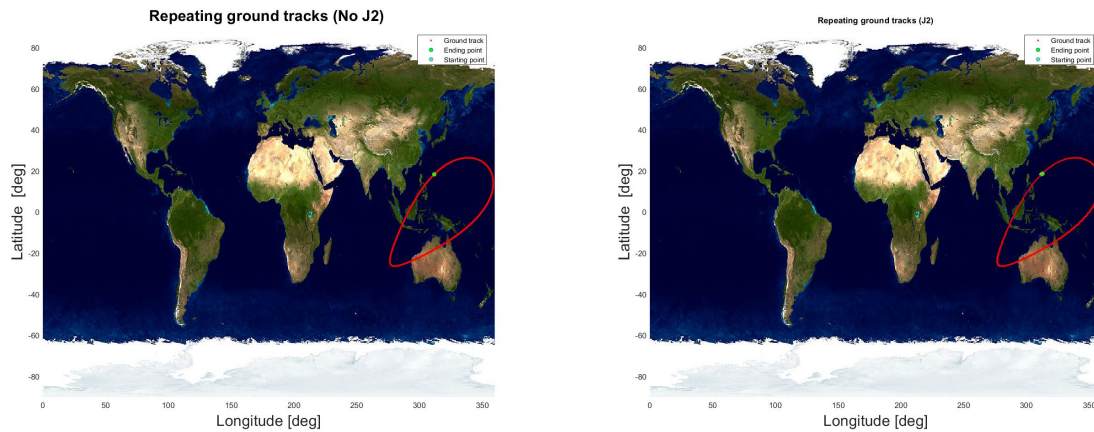 Repeating ground tracks (No J2)
Ground track
Ending point
Starting point
80
60
40
20
0
-20
-40
-60
-80
Latitude [deg]
0
50
100
150
200
250
300
350
Longitude [deg]
Repeating ground tracks (J2)
Ground track
Ending point
Starting point
80
60
40
20
0
-20
-40
-60
-80
Latitude [deg]
0
50
100
150
200
250
300
350
Longitude [deg]